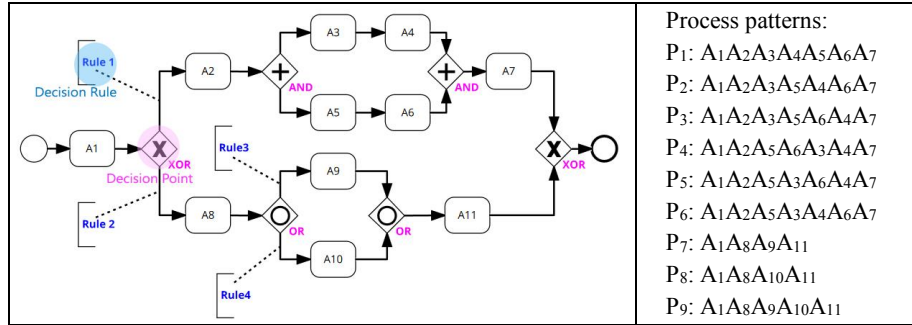 Rule 1
Decision Rule
A1
XOR
Decision Point
Rule 2
A2
AND
A3
A4
A5
A6
AND
A7
A8
Rule3
OR
Rule4
A9
A10
OR
A11
XOR
Process patterns:
P1: A1A2A3A4A5A6A7
P2: A1A2A3A5A4A6A7
P3: A1A2A3A5A6A4A7
P4: A1A2A5A6A3A4A7
P5: A1A2A5A3A6A4A7
P6: A1A2A5A3A4A6A7
P7: A1A8A9A11
P8: A1A8A10A11
P9: A1A8A9A10A11